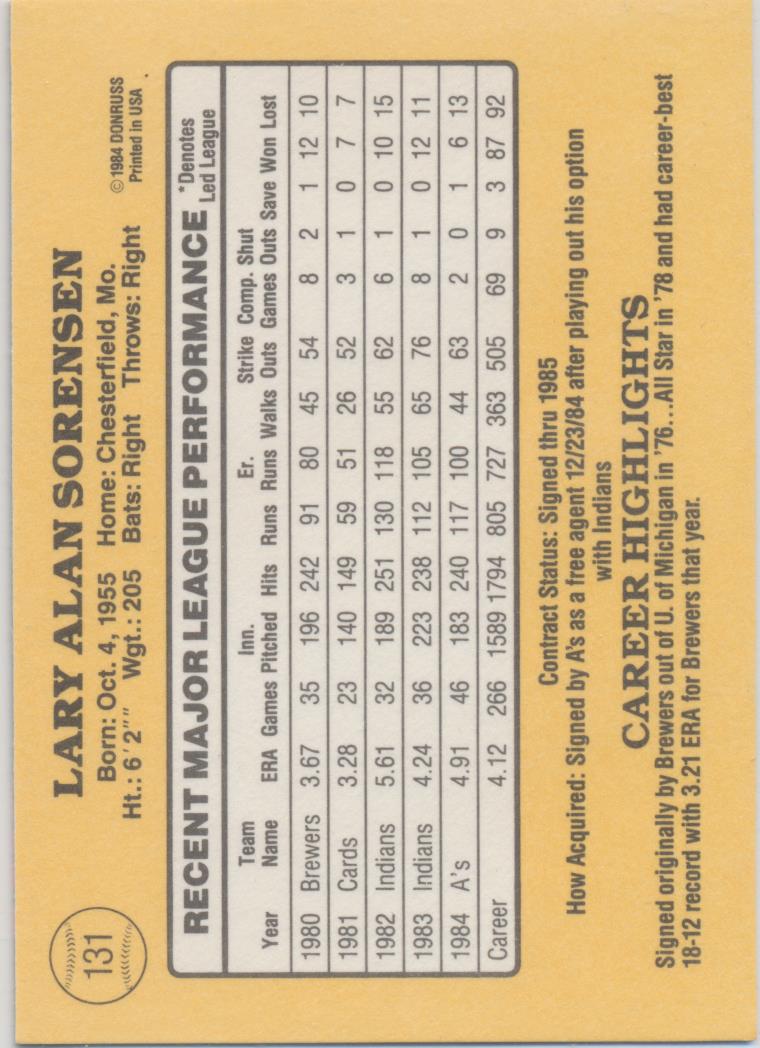 131
LARY ALAN SORENSEN
Born: Oct. 4, 1955 Home: Chesterfield, Mo.
Ht.: 6'2"" Wgt.: 205 Bats: Right Throws: Right
©1984 DONRUSS
Printed in USA
RECENT MAJOR LEAGUE PERFORMANCE *Denotes Led League
Year Team Name ERA Games Inn. Pitched Hits Runs Er. Runs Walks Strike Outs Comp. Games Shut Outs Save Won Lost
1980 Brewers 3.67 35 196 242 91 80 45 54 8 2 1 12 10
1981 Cards 3.28 23 140 149 59 51 26 52 3 1 0 7 7
1982 Indians 5.61 32 189 251 130 118 55 62 6 1 0 10 15
1983 Indians 4.24 36 223 238 112 105 65 76 8 1 0 12 11
1984 A's 4.91 46 183 240 117 100 44 63 2 0 1 6 13
Career 4.12 266 1589 1794 805 727 363 505 69 9 3 87 92
Contract Status: Signed thru 1985
How Acquired: Signed by A's as a free agent 12/23/84 after playing out his option
with Indians
CAREER HIGHLIGHTS
Signed originally by Brewers out of U. of Michigan in '76...All Star in '78 and had career-best
18-12 record with 3.21 ERA for Brewers that year.